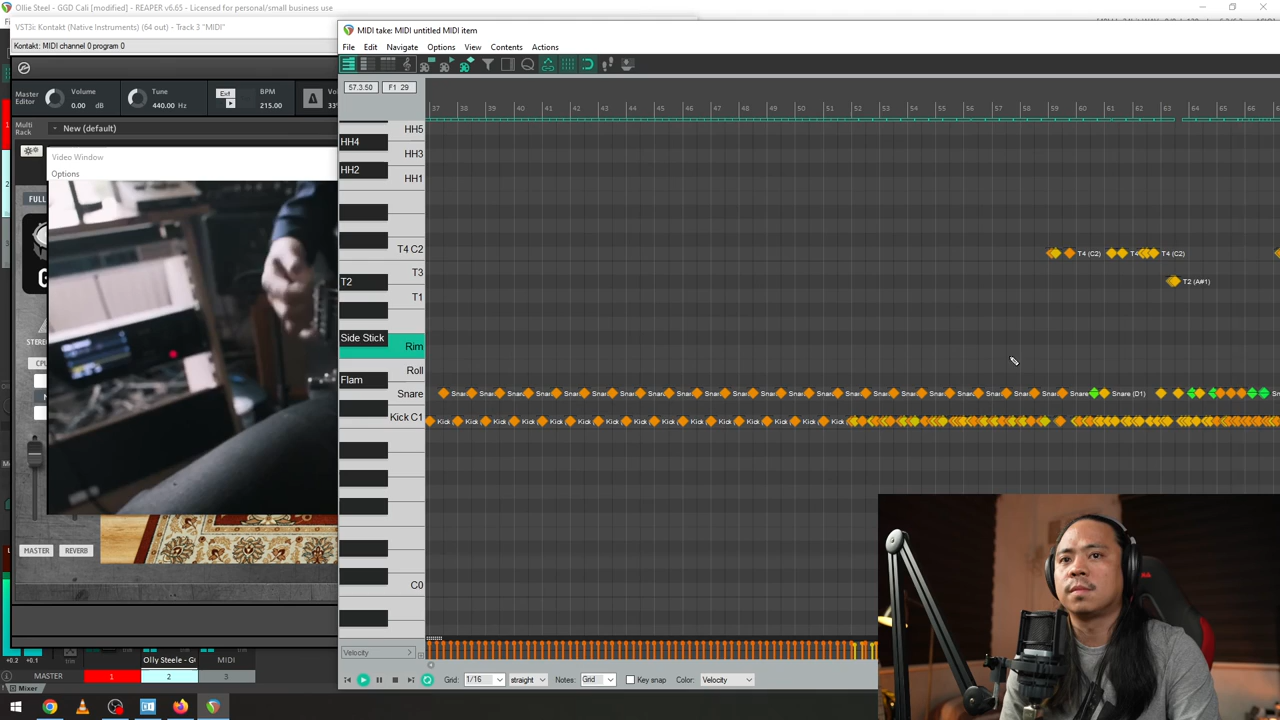 Ollie Steel - GGD Cali [modified] - REAPER v6.65 - Licensed for personal/small business use
VST3i: Kontakt (Native Instruments) (64 out) - Track 3 "MIDI"
Kontakt: MIDI channel 0 program 0
Master Editor
Volume
0.00 dB
Tune
440.00 Hz
Ext
BPM
215.00
Multi Rack
New (default)
Video Window
Options
FULL
MASTER
REVERB
+0.2 +0.1
MASTER
1
Olly Steele - G
2
MIDI
3
Mixer
MIDI take: MIDI untitled MIDI item
File Edit Navigate Options View Contents Actions
57.3.50
F1 29
37 38 39 40 41 42 43 44 45 46 47 48 49 50 51 52 53 54 55 56 57 58 59 60 61 62 63 64 65 66
HH5
HH4
HH3
HH2
HH1
T4 C2
T4 (C2)
T4
T4 (C2)
T3
T2
T2 (A#1)
T1
Side Stick
Rim
Roll
Flam
Snare
Snare (D1)
Kick C1
C0
Velocity
Grid: 1/16 straight Notes: Grid Key snap Color: Velocity